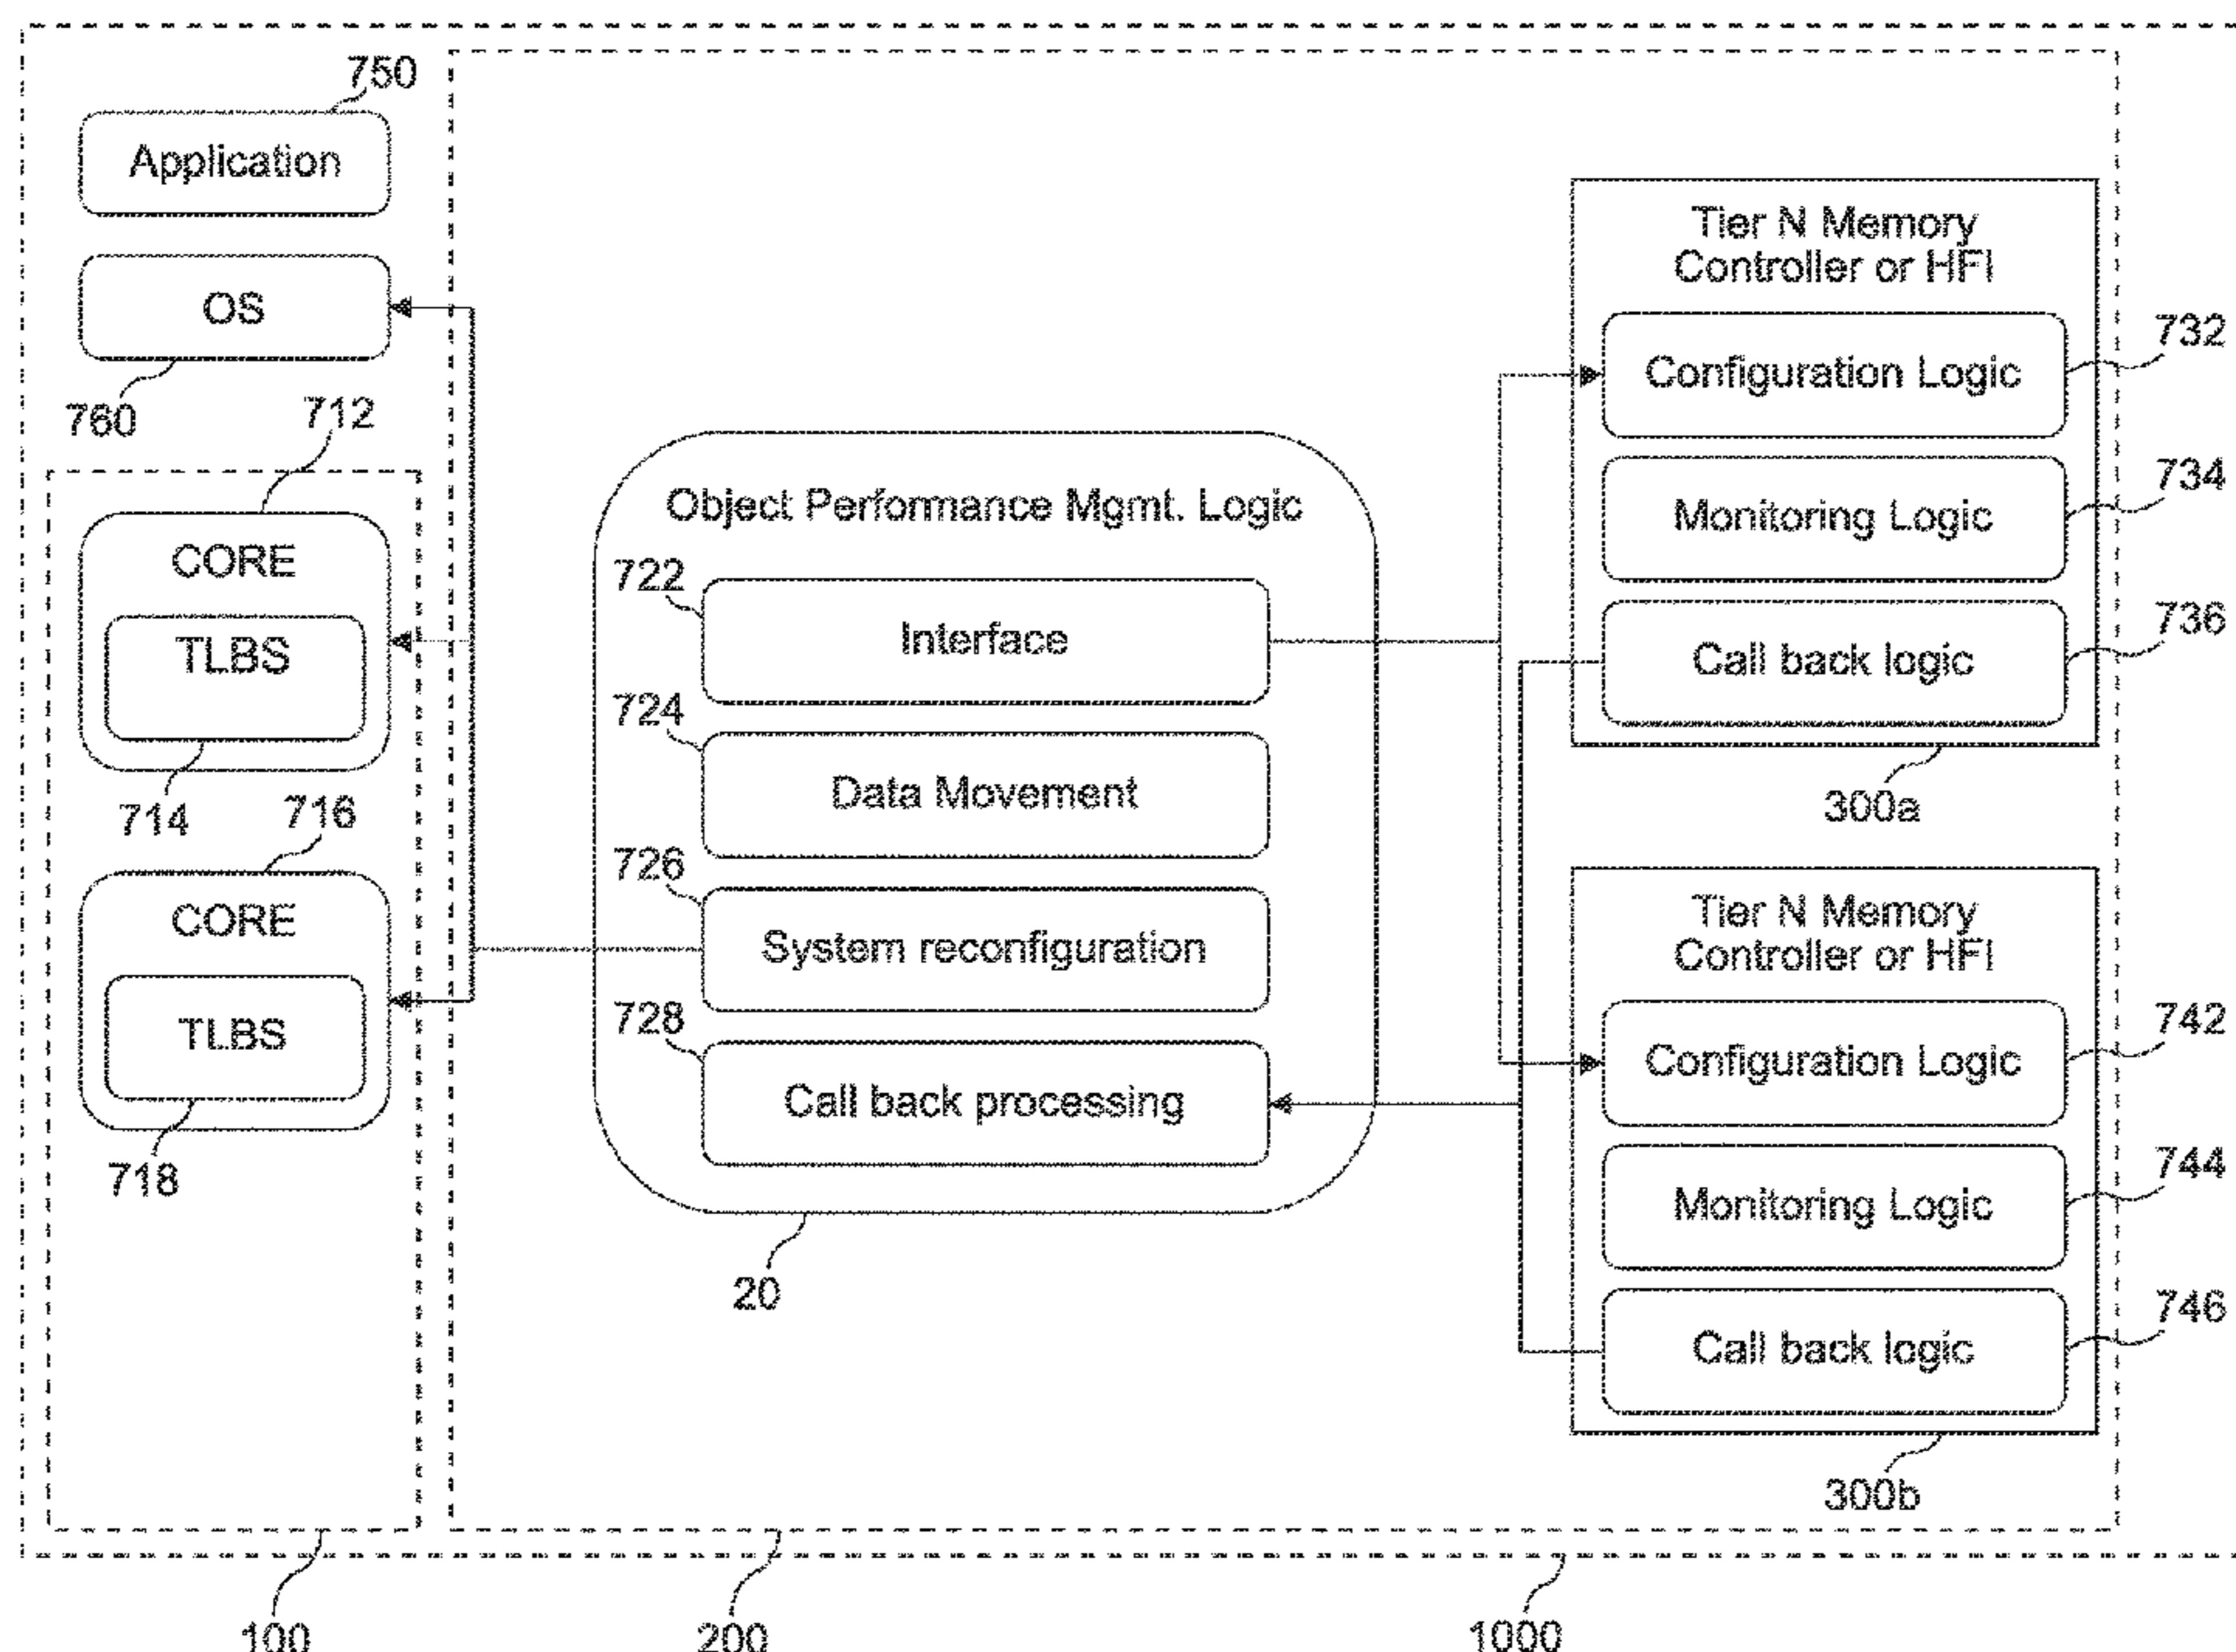 750
Application
OS
760
712
CORE
TLBS
714
716
CORE
TLBS
718
Object Performance Mgmt. Logic
722
Interface
724
Data Movement
726
System reconfiguration
728
Call back processing
20
Tier N Memory
Controller or HFI
Configuration Logic
732
Monitoring Logic
734
Call back logic
736
300a
Tier N Memory
Controller or HFI
Configuration Logic
742
Monitoring Logic
744
Call back logic
746
300b
100
200
1000